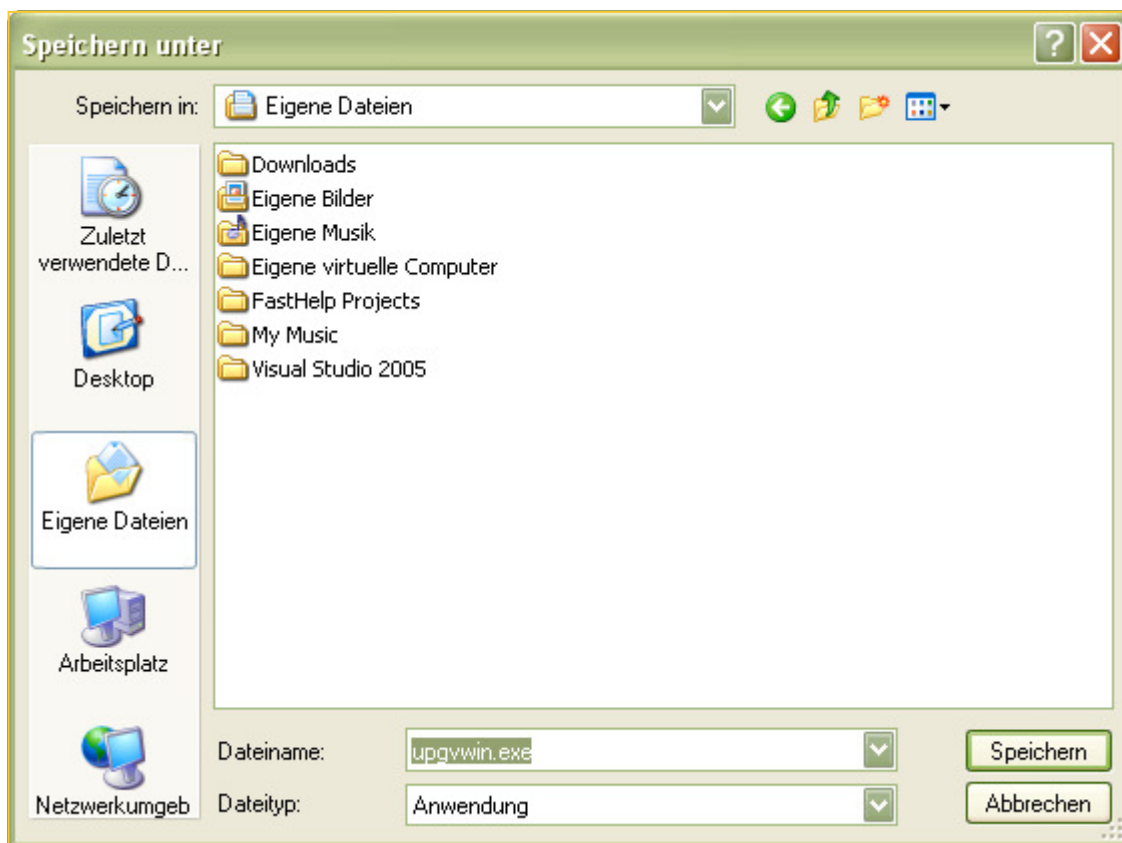 Speichern unter
Speichern in: Eigene Dateien
Zuletzt
verwendete D...
Desktop
Eigene Dateien
Arbeitsplatz
Netzwerkumgeb
Downloads
Eigene Bilder
Eigene Musik
Eigene virtuelle Computer
FastHelp Projects
My Music
Visual Studio 2005
Dateiname: upgvwin.exe Speichern
Dateityp: Anwendung Abbrechen